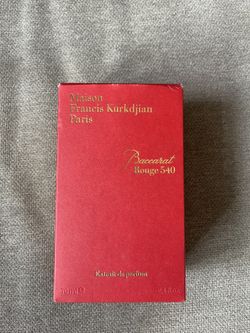 Maison
Francis Kurkdjian
Paris
Baccarat
Rouge 540
Extrait de parfum